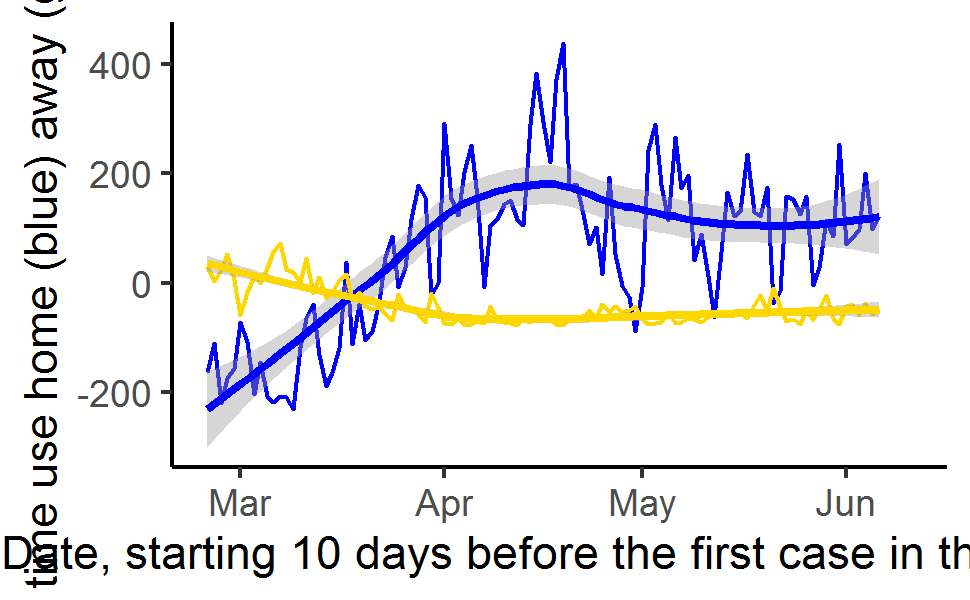 time use home (blue) away (
400
200
0
-200
Mar Apr May Jun
Date, starting 10 days before the first case in th